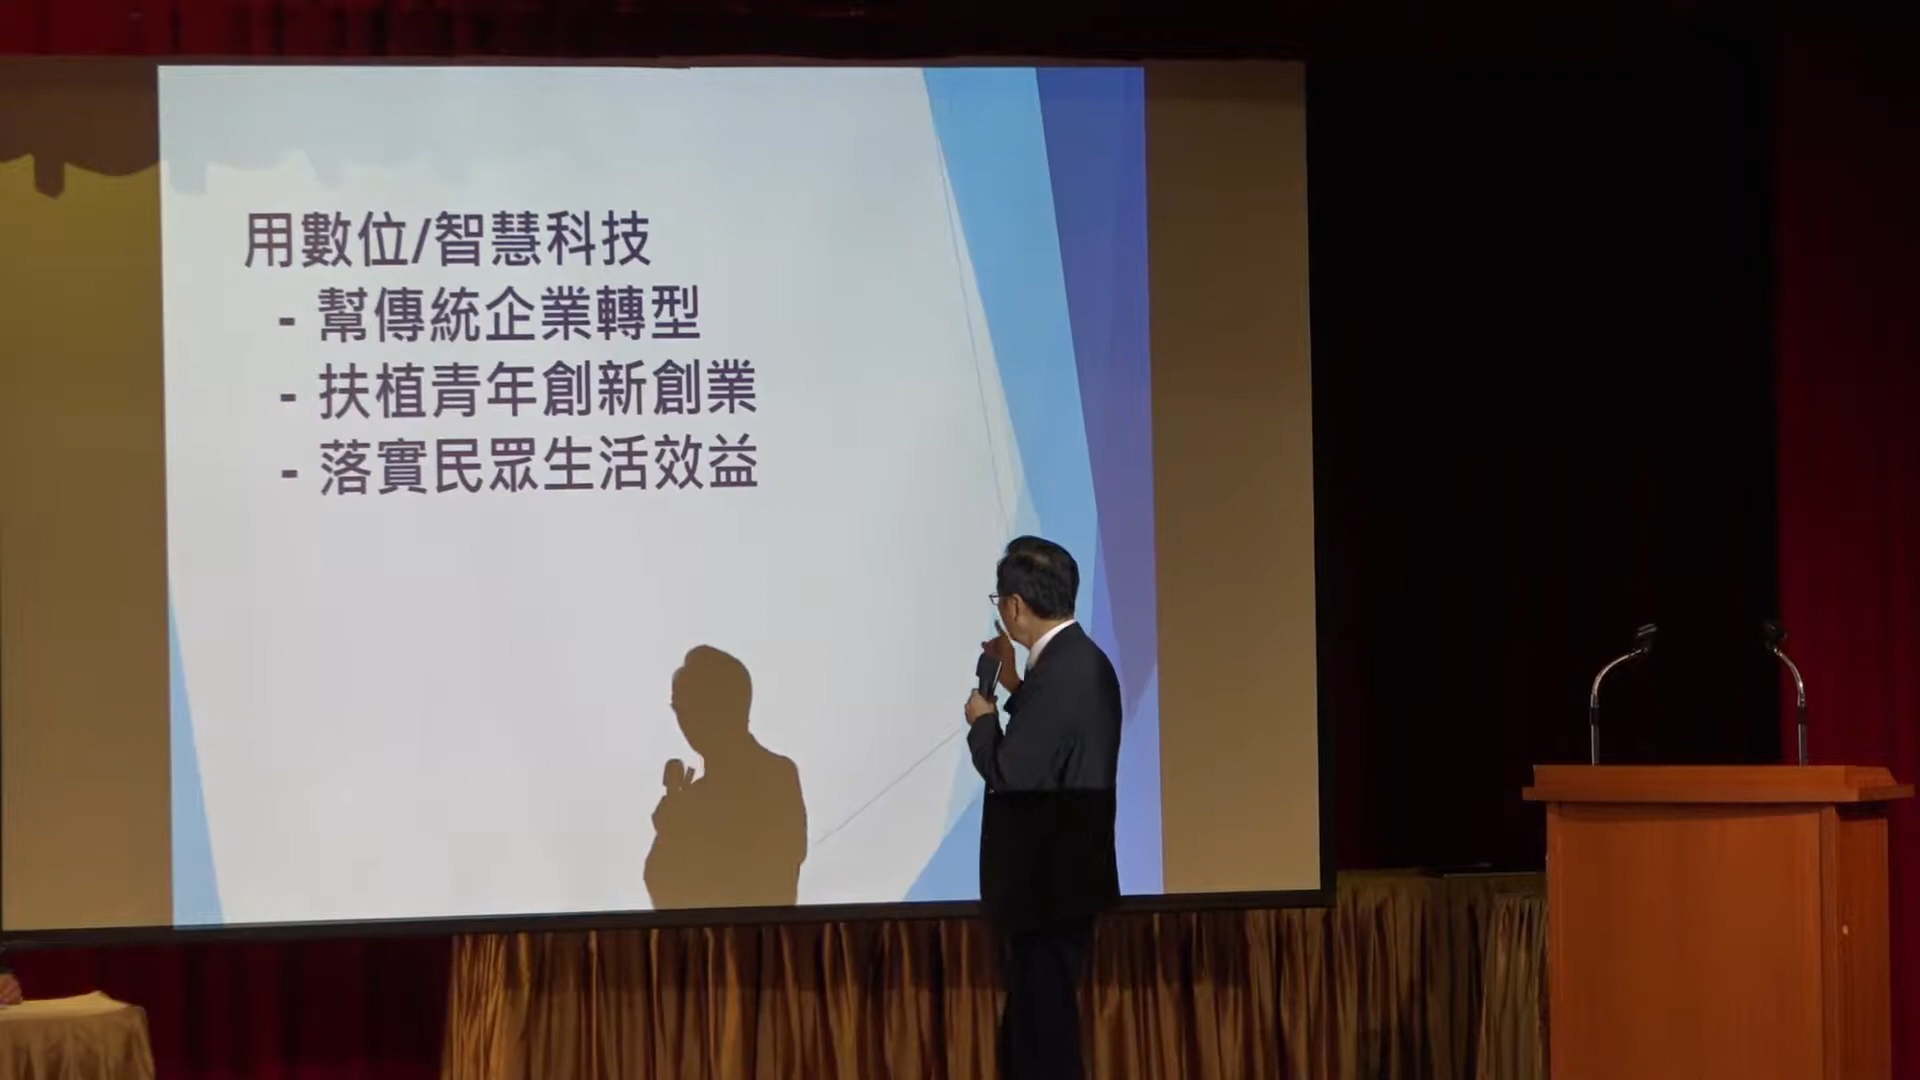 用數位/智慧科技
- 幫傳統企業轉型
- 扶植青年創新創業
- 落實民眾生活效益